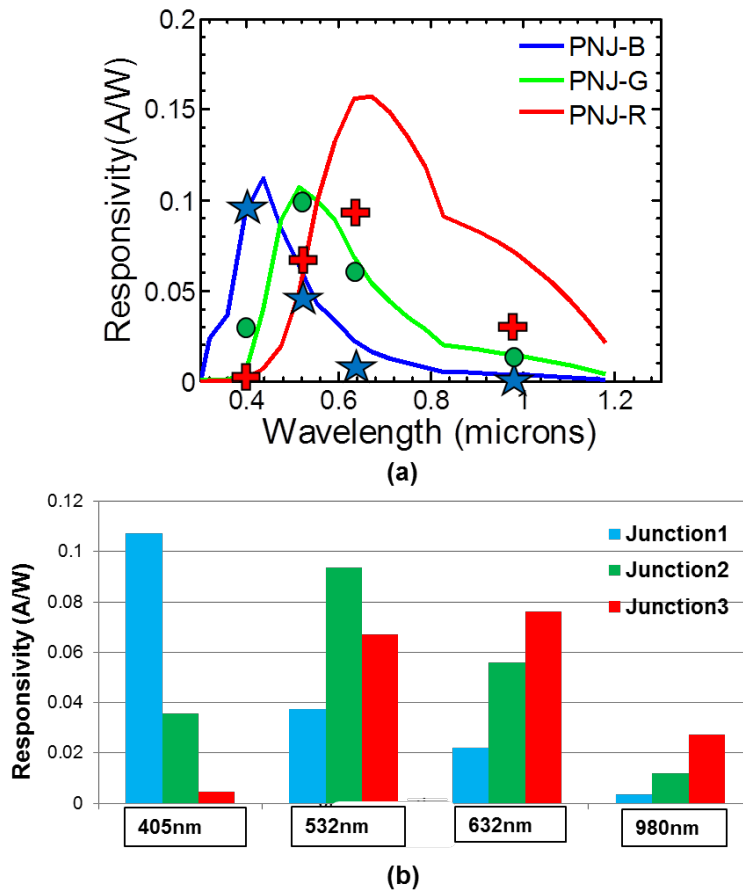 0.2
0.15
0.1
0.05
0
Responsivity(A/W)
PNJ-B
PNJ-G
PNJ-R
0.4 0.6 0.8 1 1.2
Wavelength (microns)
(a)
0.12
0.1
0.08
0.06
0.04
0.02
0
Responsivity (A/W)
Junction1
Junction2
Junction3
405nm 532nm 632nm 980nm
(b)